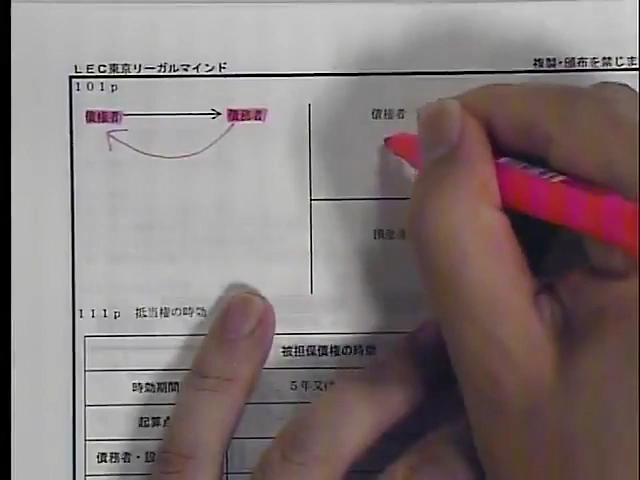 LEC東京リーガルマインド
複製・頒布を禁じま
101p
債権者 債務者
債権者
111p 抵当権の時効
被担保債権の時効
時効期間
5年又は
起算点
債務者・設